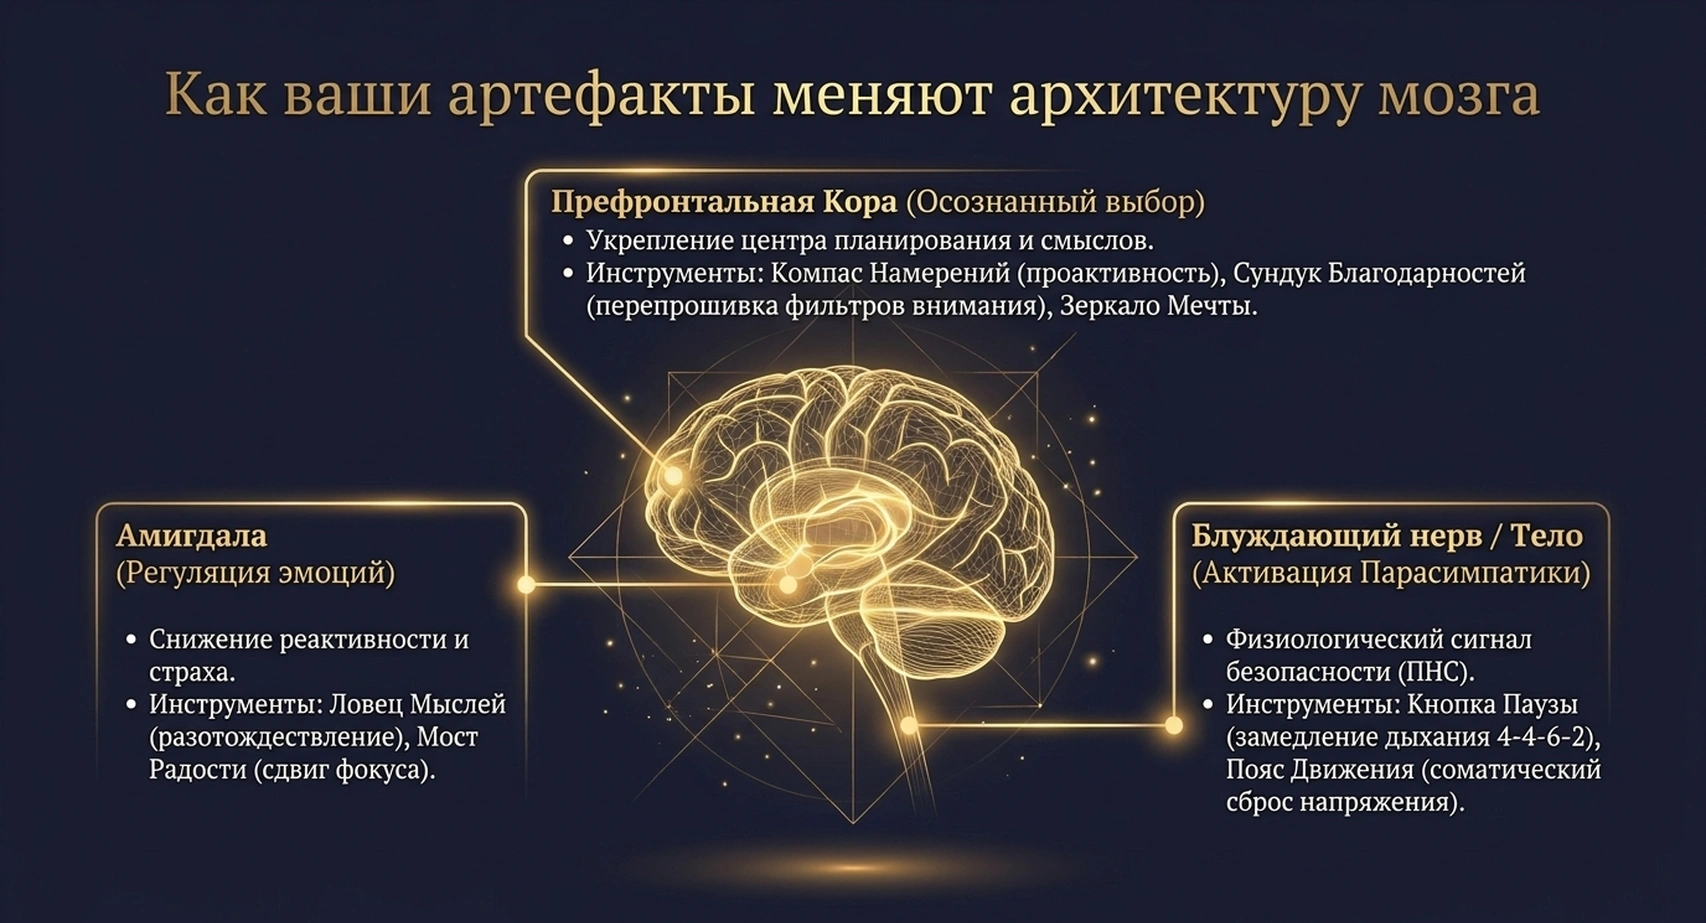 Как ваши артефакты меняют архитектуру мозга
Префронтальная Кора (Осознанный выбор)
• Укрепление центра планирования и смыслов.
• Инструменты: Компас Намерений (проактивность), Сундук Благодарностей
(перепрошивка фильтров внимания), Зеркало Мечты.
Амигдала
(Регуляция эмоций)
• Снижение реактивности и
страха.
• Инструменты: Ловец Мыслей
(разотождествление), Мост
Радости (сдвиг фокуса).
Блуждающий нерв / Тело
(Активация Парасимпатики)
• Физиологический сигнал
безопасности (ПНС).
• Инструменты: Кнопка Паузы
(замедление дыхания 4-4-6-2),
Пояс Движения (соматический
сброс напряжения).